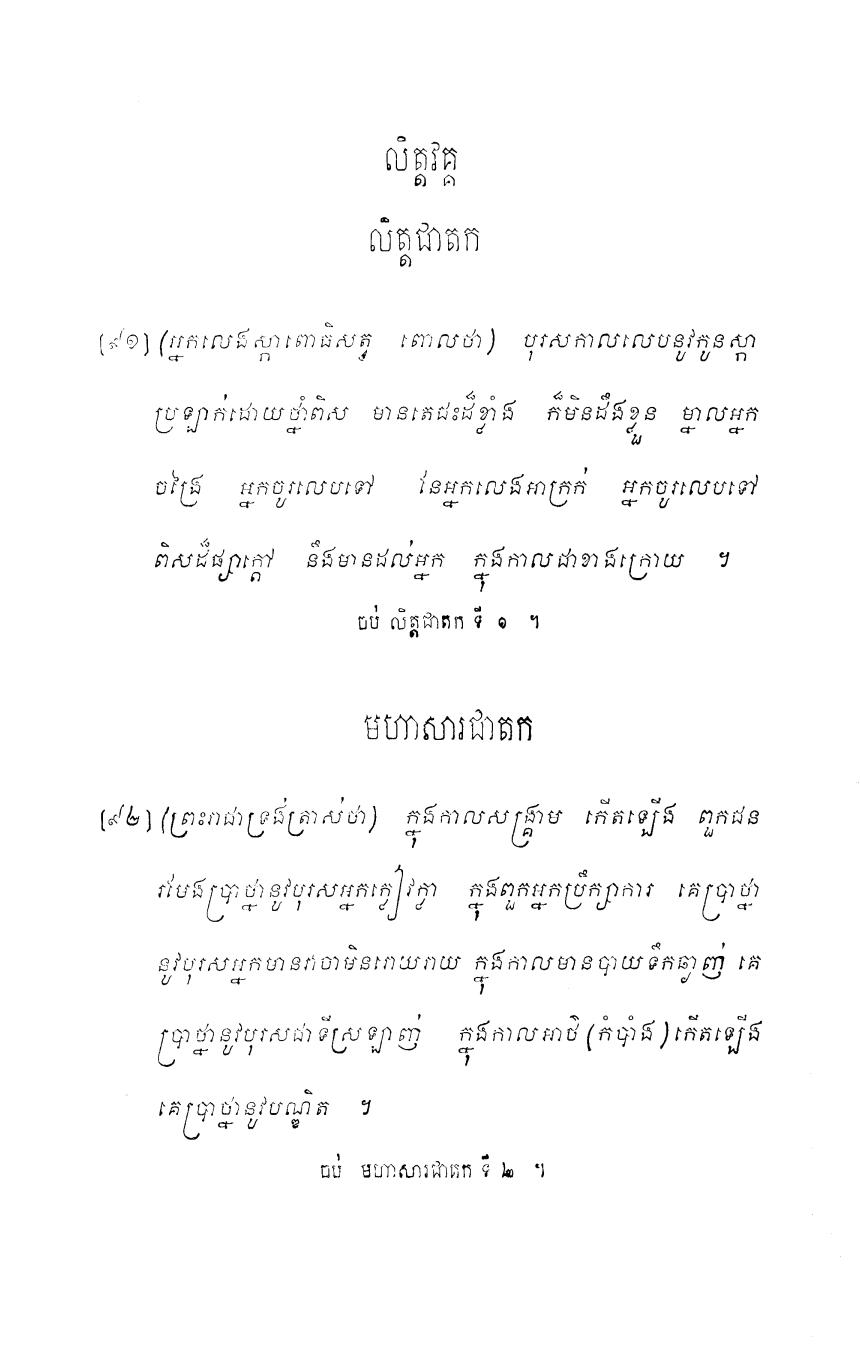 លិត្តវគ្គ
លិត្តជាតក
[៩១] (អ្នកលេងស្កាពោធិសត្វ ពោលថា) បុរសកាលលេបនូវកូនស្កា
ប្រឡាក់ដោយថ្នាំពិស មានតេជះដ៏ខ្លាំង ក៏មិនដឹងខ្លួន ម្នាលអ្នក
ចង្រៃ អ្នកចូរលេបទៅ នែអ្នកលេងអាក្រក់ អ្នកចូរលេបទៅ
ពិសដ៏ផ្សាក្តៅ នឹងមានដល់អ្នក ក្នុងកាលជាខាងក្រោយ ។
ចប់ លិត្តជាតក ទី ១ ។
មហាសារជាតក
[៩២] (ព្រះរាជាទ្រង់ត្រាស់ថា) ក្នុងកាលសង្គ្រាម កើតឡើង ពួកជន
រមែងប្រាថ្នានូវបុរសអ្នកក្លៀវក្លា ក្នុងពួកអ្នកប្រឹក្សាការ គេប្រាថ្នា
នូវបុរសអ្នកមានវាចាមិនរោយរាយ ក្នុងកាលមានបាយទឹកឆ្ងាញ់ គេ
ប្រាថ្នានូវបុរសជាទីស្រឡាញ់ ក្នុងកាលអាថ៌ (កំបាំង) កើតឡើង
គេប្រាថ្នានូវបណ្ឌិត ។
ចប់ មហាសារជាតក ទី ២ ។